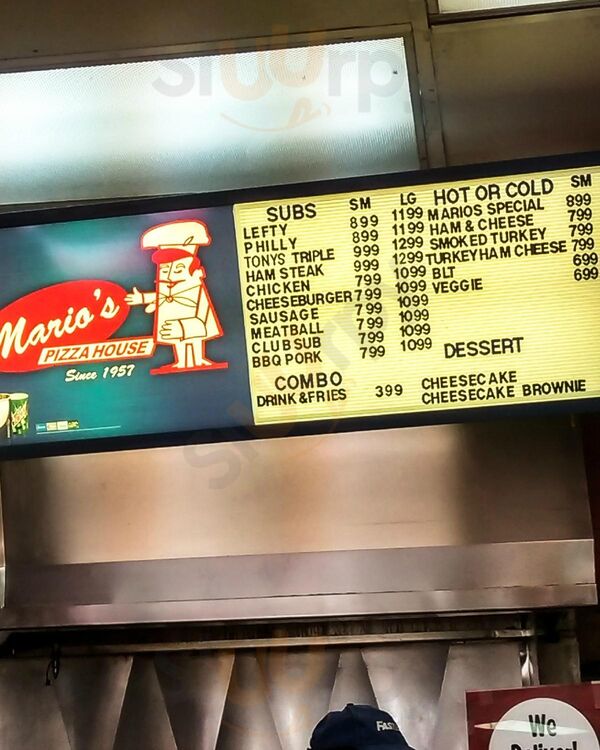 Mario's
PIZZA HOUSE
Since 1957
SUBS SM LG
LEFTY 899 1199
PHILLY 899 1199
TONYS TRIPLE 999 1299
HAM STEAK 999 1299
CHICKEN 799 1099
CHEESEBURGER 799 1099
SAUSAGE 799 1099
MEATBALL 799 1099
CLUB SUB 799 1099
BBQ PORK 799 1099
COMBO
DRINK & FRIES 399
HOT OR COLD SM
MARIOS SPECIAL 899
HAM & CHEESE 799
SMOKED TURKEY 799
TURKEYHAM CHEESE 799
BLT 699
VEGGIE 699
DESSERT
CHEESECAKE
CHEESECAKE BROWNIE
We